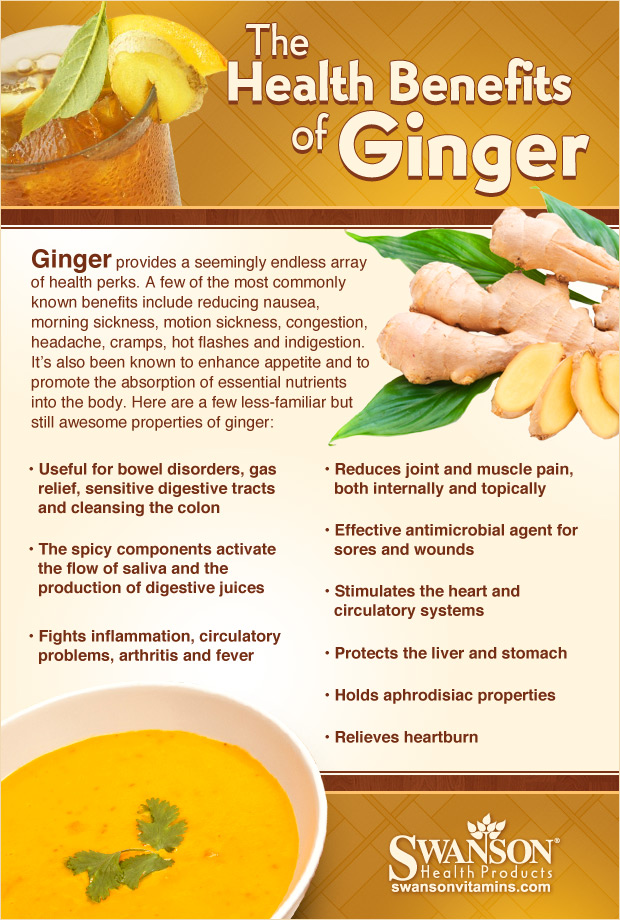 The
Health Benefits
of Ginger
Ginger provides a seemingly endless array
of health perks. A few of the most commonly
known benefits include reducing nausea,
morning sickness, motion sickness, congestion,
headache, cramps, hot flashes and indigestion.
It's also been known to enhance appetite and to
promote the absorption of essential nutrients
into the body. Here are a few less-familiar but
still awesome properties of ginger:
• Useful for bowel disorders, gas
relief, sensitive digestive tracts
and cleansing the colon
• The spicy components activate
the flow of saliva and the
production of digestive juices
• Fights inflammation, circulatory
problems, arthritis and fever
• Reduces joint and muscle pain,
both internally and topically
• Effective antimicrobial agent for
sores and wounds
• Stimulates the heart and
circulatory systems
• Protects the liver and stomach
• Holds aphrodisiac properties
• Relieves heartburn
SWANSON®
Health Products
swansonvitamins.com